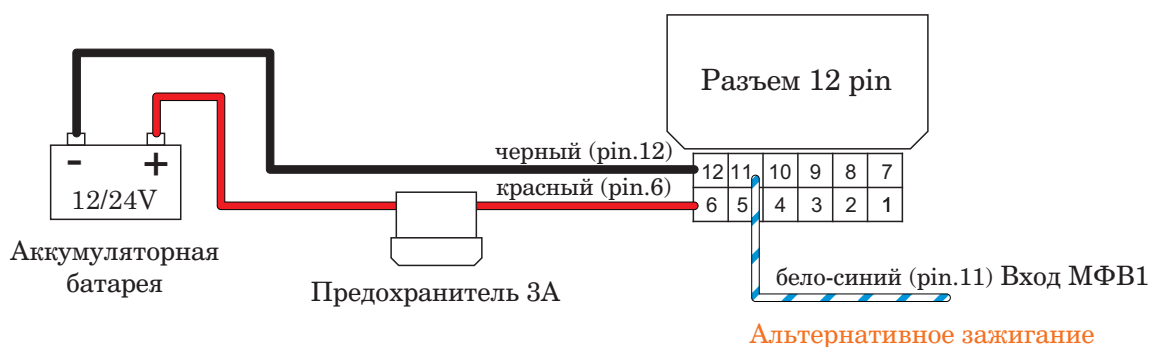 Разъем 12 pin
черный (pin.12)
- +
12/24V
12 11 10 9 8 7
красный (pin.6)
6 5 4 3 2 1
Аккумуляторная
батарея
Предохранитель 3А
бело-синий (pin.11) Вход МФВ1
Альтернативное зажигание